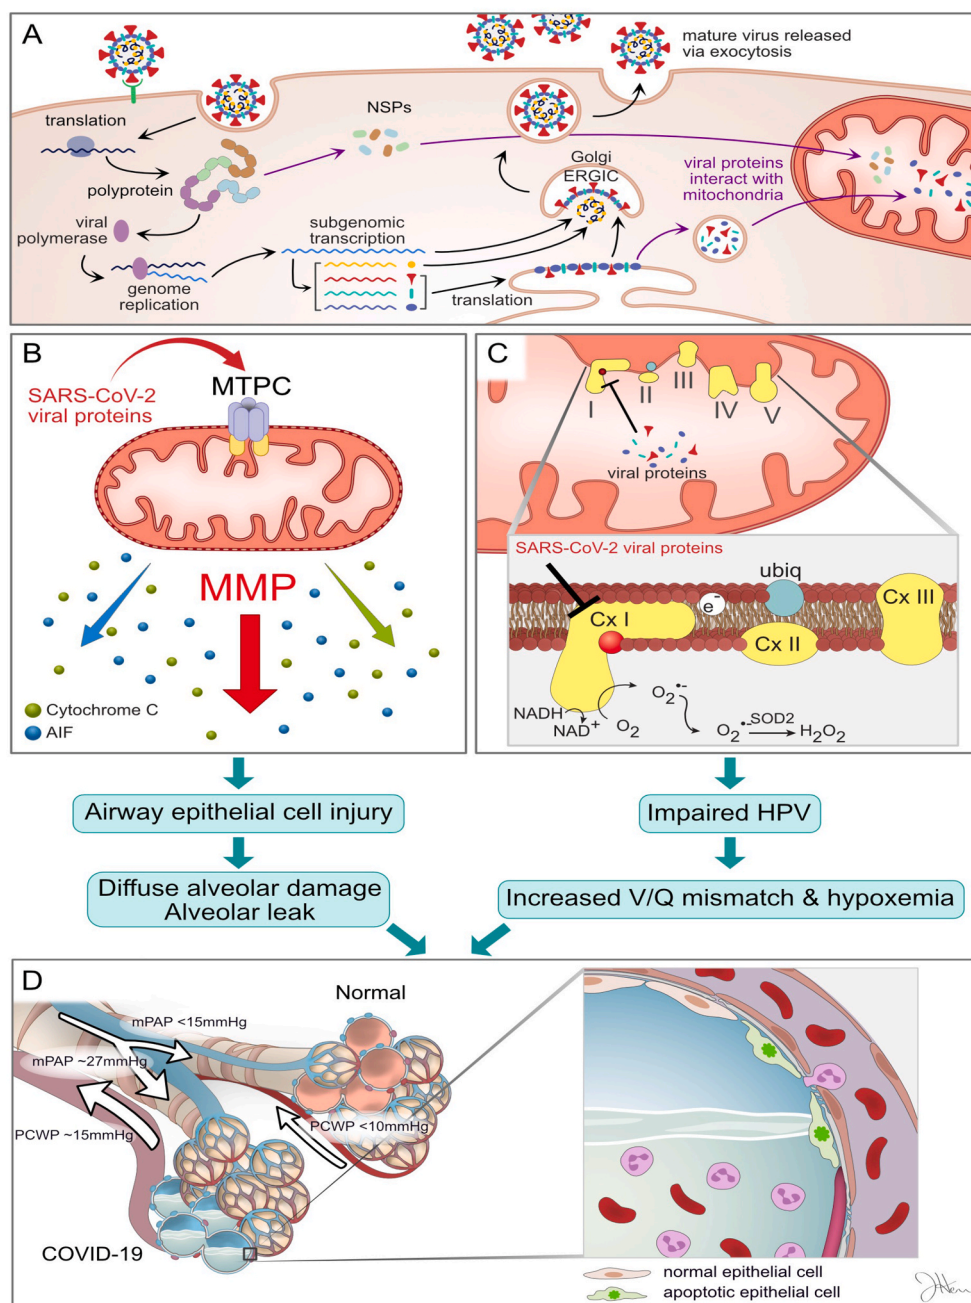 A
mature virus released
via exocytosis
translation
NSPs
polyprotein
Golgi
ERGIC
viral proteins
interact with
mitochondria
viral
polymerase
subgenomic
transcription
genome
replication
translation
B
SARS-CoV-2
viral proteins
MTPC
MMP
Cytochrome C
AIF
C
I
II
III
IV
V
viral proteins
SARS-CoV-2 viral proteins
ubiq
Cx I
e-
Cx II
Cx III
NADH
NAD+
O2
O2•-
O2•-
SOD2
H2O2
Airway epithelial cell injury
Impaired HPV
Diffuse alveolar damage
Alveolar leak
Increased V/Q mismatch & hypoxemia
D
Normal
mPAP <15mmHg
mPAP ~27mmHg
PCWP ~15mmHg
PCWP <10mmHg
COVID-19
normal epithelial cell
apoptotic epithelial cell